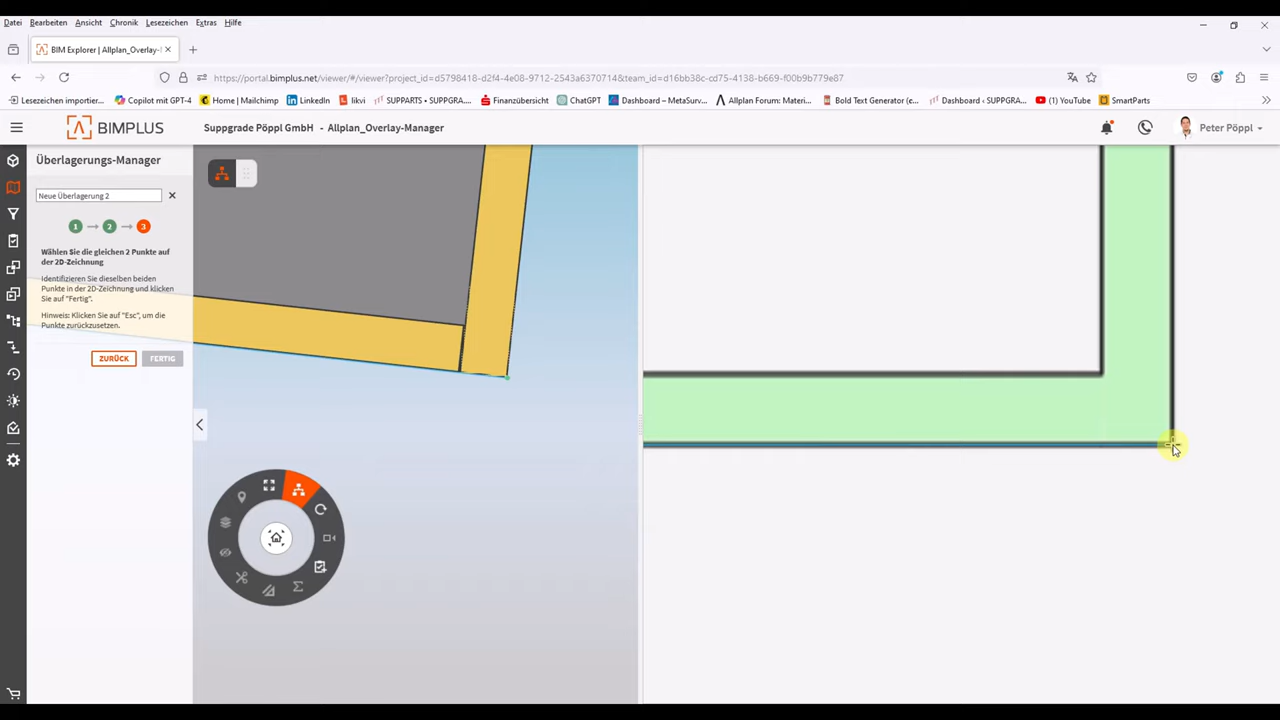 Datei Bearbeiten Ansicht Chronik Lesezeichen Extras Hilfe
BIM Explorer | Allplan_Overlay-
https://portal.bimplus.net/viewer/#/viewer?project_id=d5798418-d2f4-4e08-9712-2543a6370714&team_id=d16bb38c-cd75-4138-b669-f00b9b779e87
Lesezeichen importier... Copilot mit GPT-4 Home | Mailchimp LinkedIn likvi SUPPARTS • SUPPGRA... Finanzübersicht ChatGPT Dashboard – MetaSurv... Allplan Forum: Materi... Bold Text Generator (e... Dashboard ‹ SUPPGRA... (1) YouTube SmartParts
BIMPLUS Suppgrade Pöppl GmbH - Allplan_Overlay-Manager Peter Pöppl
Überlagerungs-Manager
Neue Überlagerung 2
1 2 3
Wählen Sie die gleichen 2 Punkte auf
der 2D-Zeichnung
Identifizieren Sie dieselben beiden
Punkte in der 2D-Zeichnung und klicken
Sie auf "Fertig".
Hinweis: Klicken Sie auf "Esc", um die
Punkte zurückzusetzen.
ZURÜCK FERTIG